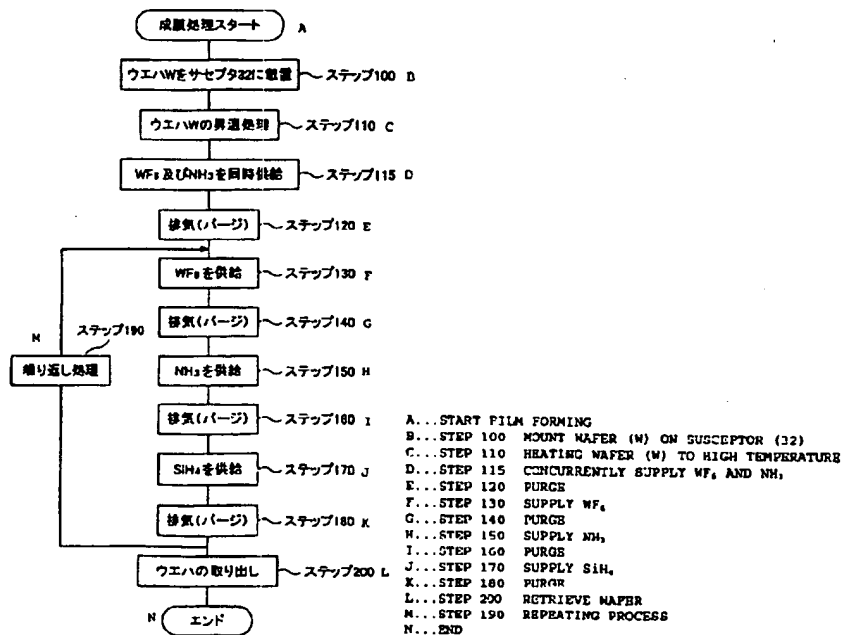 成膜処理スタート A
ウエハWをサセプタ32に載置 ステップ100 B
ウエハWの昇温処理 ステップ110 C
WF₆及びNH₃を同時供給 ステップ115 D
排気(パージ) ステップ120 E
WF₆を供給 ステップ130 F
排気(パージ) ステップ140 G
M ステップ190
繰り返し処理
NH₃を供給 ステップ150 H
排気(パージ) ステップ160 I
SiH₄を供給 ステップ170 J
排気(パージ) ステップ180 K
ウエハの取り出し ステップ200 L
N エンド
A...START FILM FORMING
B...STEP 100 MOUNT WAFER (W) ON SUSCEPTOR (32)
C...STEP 110 HEATING WAFER (W) TO HIGH TEMPERATURE
D...STEP 115 CONCURRENTLY SUPPLY WF₆ AND NH₃
E...STEP 120 PURGE
F...STEP 130 SUPPLY WF₆
G...STEP 140 PURGE
H...STEP 150 SUPPLY NH₃
I...STEP 160 PURGE
J...STEP 170 SUPPLY SiH₄
K...STEP 180 PURGE
L...STEP 200 RETRIEVE WAFER
M...STEP 190 REPEATING PROCESS
N...END